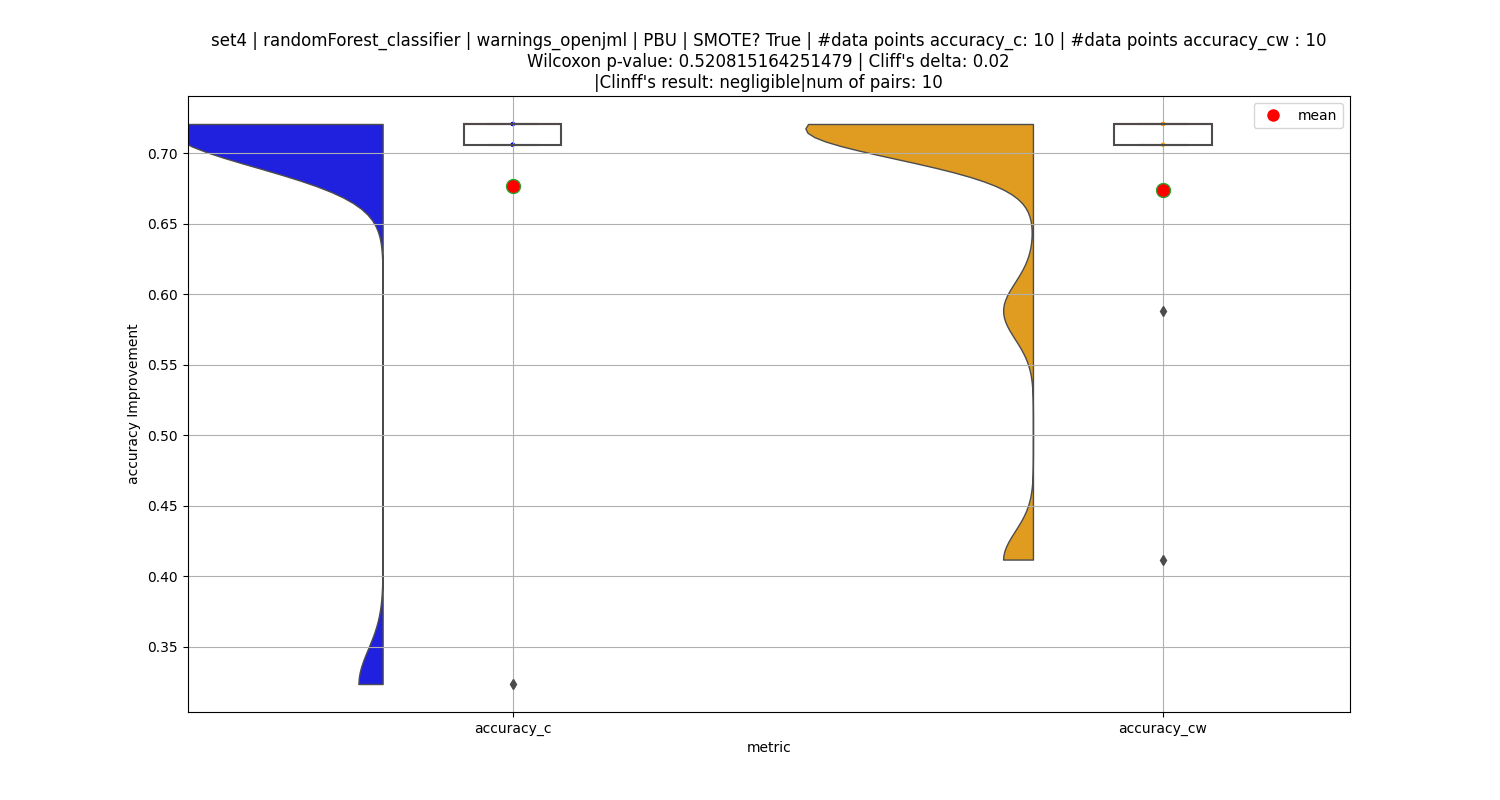 set4 | randomForest_classifier | warnings_openjml | PBU | SMOTE? True | #data points accuracy_c: 10 | #data points accuracy_cw : 10
Wilcoxon p-value: 0.520815164251479 | Cliff's delta: 0.02
|Clinff's result: negligible|num of pairs: 10
mean
0.70
0.65
0.60
0.55
0.50
0.45
0.40
0.35
accuracy Improvement
accuracy_c
accuracy_cw
metric